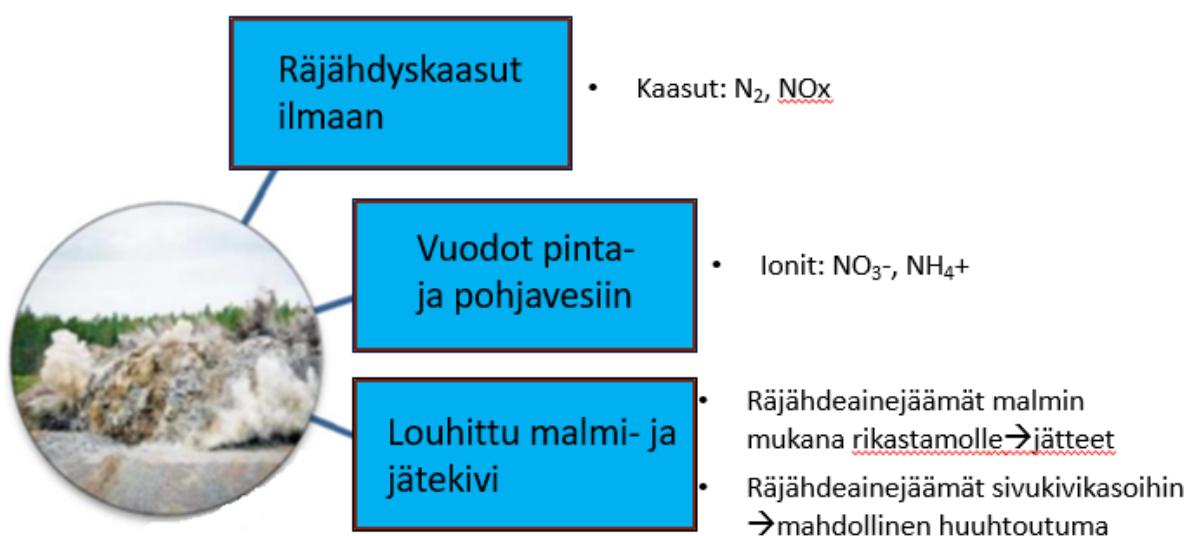 Räjähdyskaasut
ilmaan
• Kaasut: N₂, NOx
Vuodot pinta-
ja pohjavesiin
• Ionit: NO₃-, NH₄+
Louhittu malmi- ja
jätekivi
• Räjähdeainejäämät malmin
mukana rikastamolle→jätteet
• Räjähdeainejäämät sivukivikasoihin
→mahdollinen huuhtoutuma